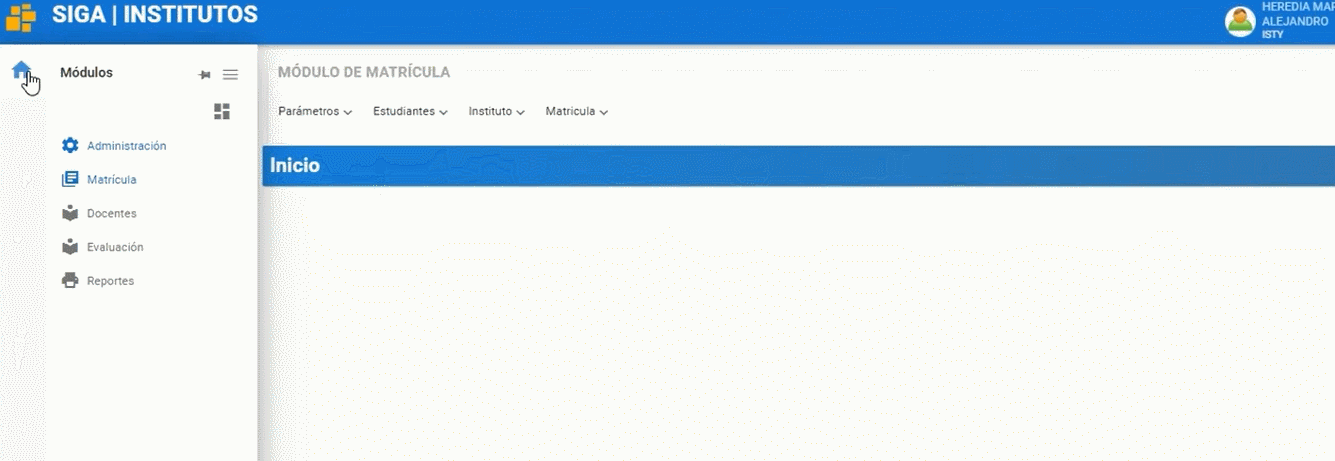 SIGA | INSTITUTOS
HEREDIA MAR
ALEJANDRO
ISTY
Módulos
Administración
Matrícula
Docentes
Evaluación
Reportes
MÓDULO DE MATRÍCULA
Parámetros Estudiantes Instituto Matricula
Inicio